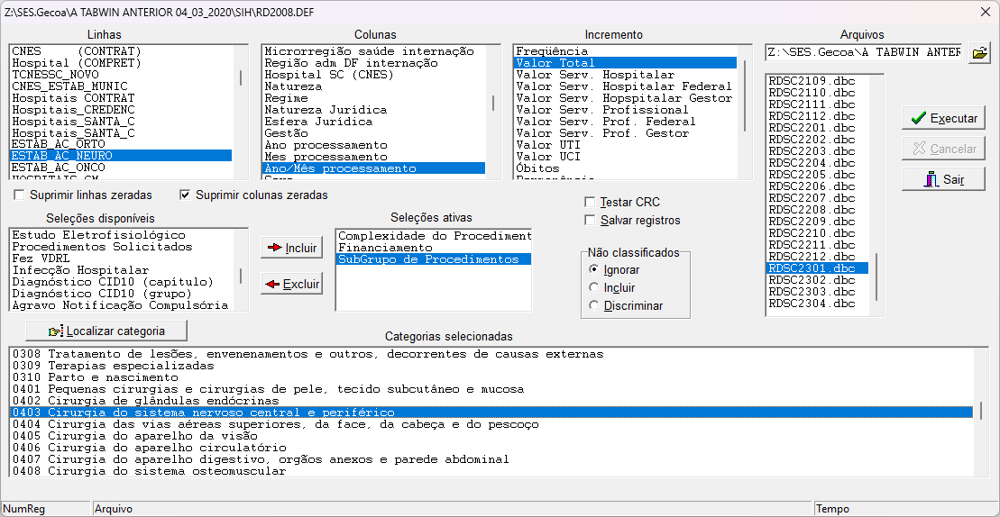 Z:\SES.Gecoa\A TABWIN ANTERIOR 04_03_2020\SIH\RD2008.DEF
Linhas
CNES     (CONTRAT)
Hospital (COMPRET)
TCNESSC_NOVO
CNES_ESTAB_MUNIC
Hospitais_CONTRAT
Hospitais_CREDENC
Hospitais_SANTA_C
Hospitais_SANTA_C
ESTAB_AC_ORTO
ESTAB_AC_NEURO
ESTAB_AC_ONCO
Suprimir linhas zeradas
Colunas
Microrregião saúde internação
Região adm DF internação
Hospital SC (CNES)
Natureza
Regime
Natureza Jurídica
Esfera Jurídica
Gestão
Ano processamento
Mes processamento
Ano/Mês processamento
Suprimir colunas zeradas
Incremento
Freqüência
Valor Total
Valor Serv. Hospitalar
Valor Serv. Hospitalar Federal
Valor Serv. Hopspitalar Gestor
Valor Serv. Profissional
Valor Serv. Prof. Federal
Valor Serv. Prof. Gestor
Valor UTI
Valor UCI
Óbitos
Arquivos
Z:\SES.Gecoa\A TABWIN ANTER
RDSC2109.dbc
RDSC2110.dbc
RDSC2111.dbc
RDSC2112.dbc
RDSC2201.dbc
RDSC2202.dbc
RDSC2203.dbc
RDSC2204.dbc
RDSC2205.dbc
RDSC2206.dbc
RDSC2207.dbc
RDSC2208.dbc
RDSC2209.dbc
RDSC2210.dbc
RDSC2211.dbc
RDSC2212.dbc
RDSC2301.dbc
RDSC2302.dbc
RDSC2303.dbc
RDSC2304.dbc
Executar
Cancelar
Sair
Seleções disponíveis
Estudo Eletrofisiológico
Procedimentos Solicitados
Fez VDRL
Infecção Hospitalar
Diagnóstico CID10 (capítulo)
Diagnóstico CID10 (grupo)
Agravo Notificação Compulsória
Incluir
Excluir
Seleções ativas
Complexidade do Procediment
Financiamento
SubGrupo de Procedimentos
Testar CRC
Salvar registros
Não classificados
Ignorar
Incluir
Discriminar
Localizar categoria
Categorias selecionadas
0308 Tratamento de lesões, envenenamentos e outros, decorrentes de causas externas
0309 Terapias especializadas
0310 Parto e nascimento
0401 Pequenas cirurgias e cirurgias de pele, tecido subcutâneo e mucosa
0402 Cirurgia de glândulas endócrinas
0403 Cirurgia do sistema nervoso central e periférico
0404 Cirurgia das vias aéreas superiores, da face, da cabeça e do pescoço
0405 Cirurgia do aparelho da visão
0406 Cirurgia do aparelho circulatório
0407 Cirurgia do aparelho digestivo, orgãos anexos e parede abdominal
0408 Cirurgia do sistema osteomuscular
NumReg
Arquivo
Tempo